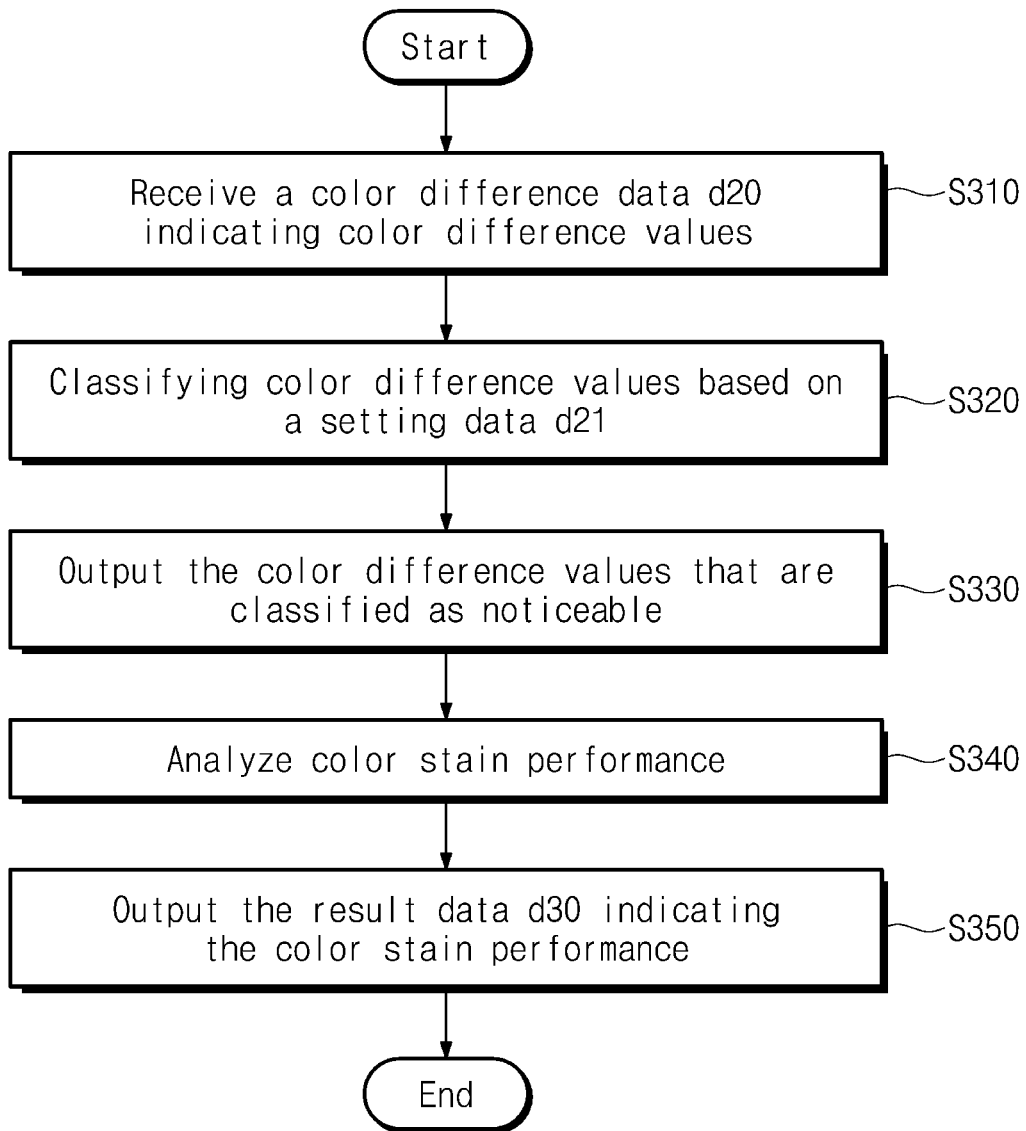 Start
Receive a color difference data d20
indicating color difference values
S310
Classifying color difference values based on
a setting data d21
S320
Output the color difference values that are
classified as noticeable
S330
Analyze color stain performance
S340
Output the result data d30 indicating
the color stain performance
S350
End